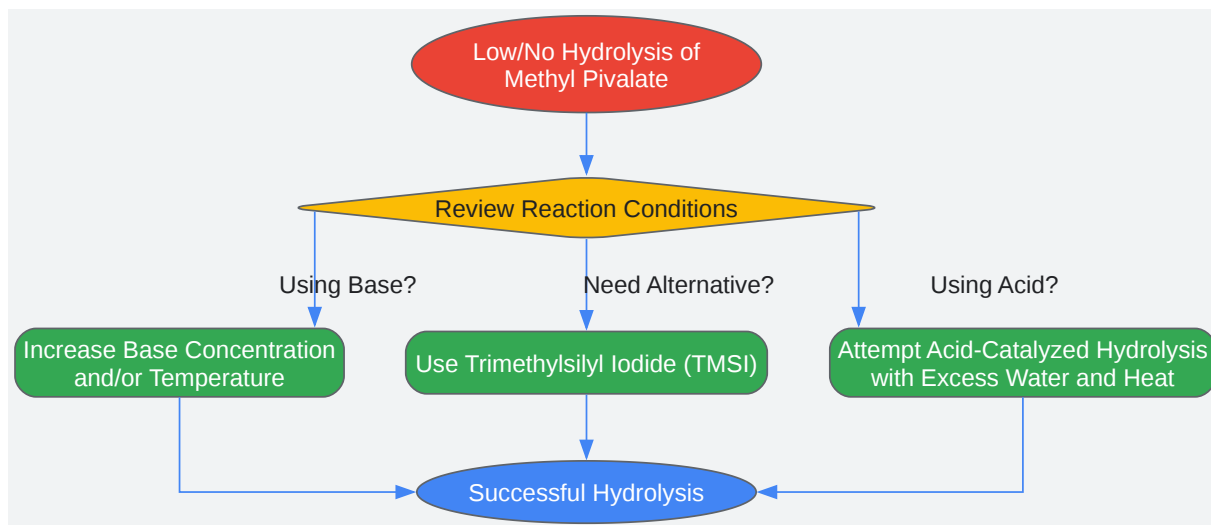 Low/No Hydrolysis of
Methyl Pivalate
Review Reaction Conditions
Using Base?
Need Alternative?
Using Acid?
Increase Base Concentration
and/or Temperature
Use Trimethylsilyl Iodide (TMSI)
Attempt Acid-Catalyzed Hydrolysis
with Excess Water and Heat
Successful Hydrolysis